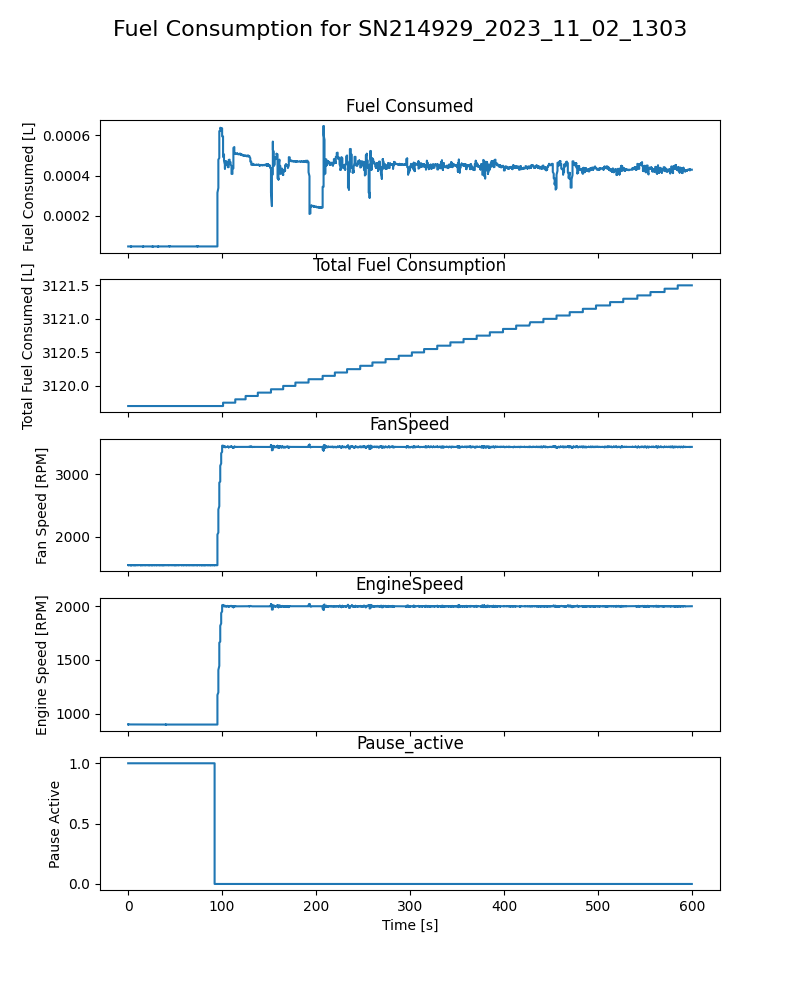 Fuel Consumption for SN214929_2023_11_02_1303
Fuel Consumed
Fuel Consumed [L]
0.0006
0.0004
0.0002
Total Fuel Consumption
Total Fuel Consumed [L]
3121.5
3121.0
3120.5
3120.0
FanSpeed
Fan Speed [RPM]
3000
2000
EngineSpeed
Engine Speed [RPM]
2000
1500
1000
Pause_active
Pause Active
1.0
0.5
0.0
0 100 200 300 400 500 600
Time [s]